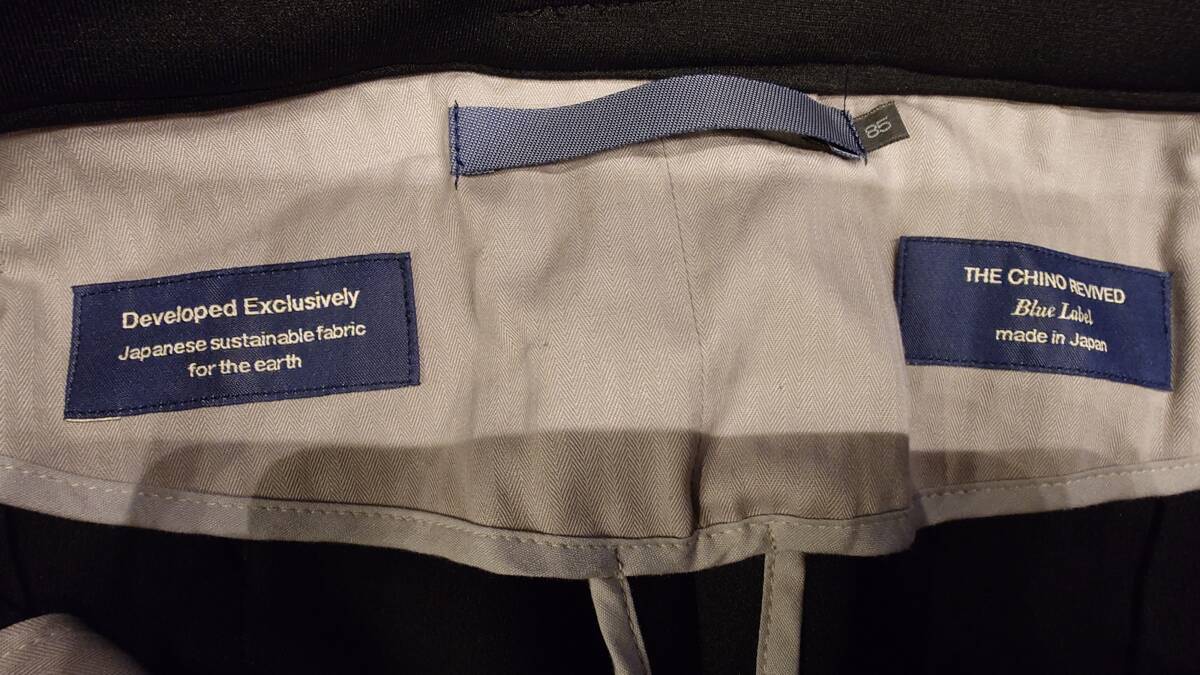 85
Developed Exclusively
Japanese sustainable fabric
for the earth
THE CHINO REVIVED
Blue Label
made in Japan